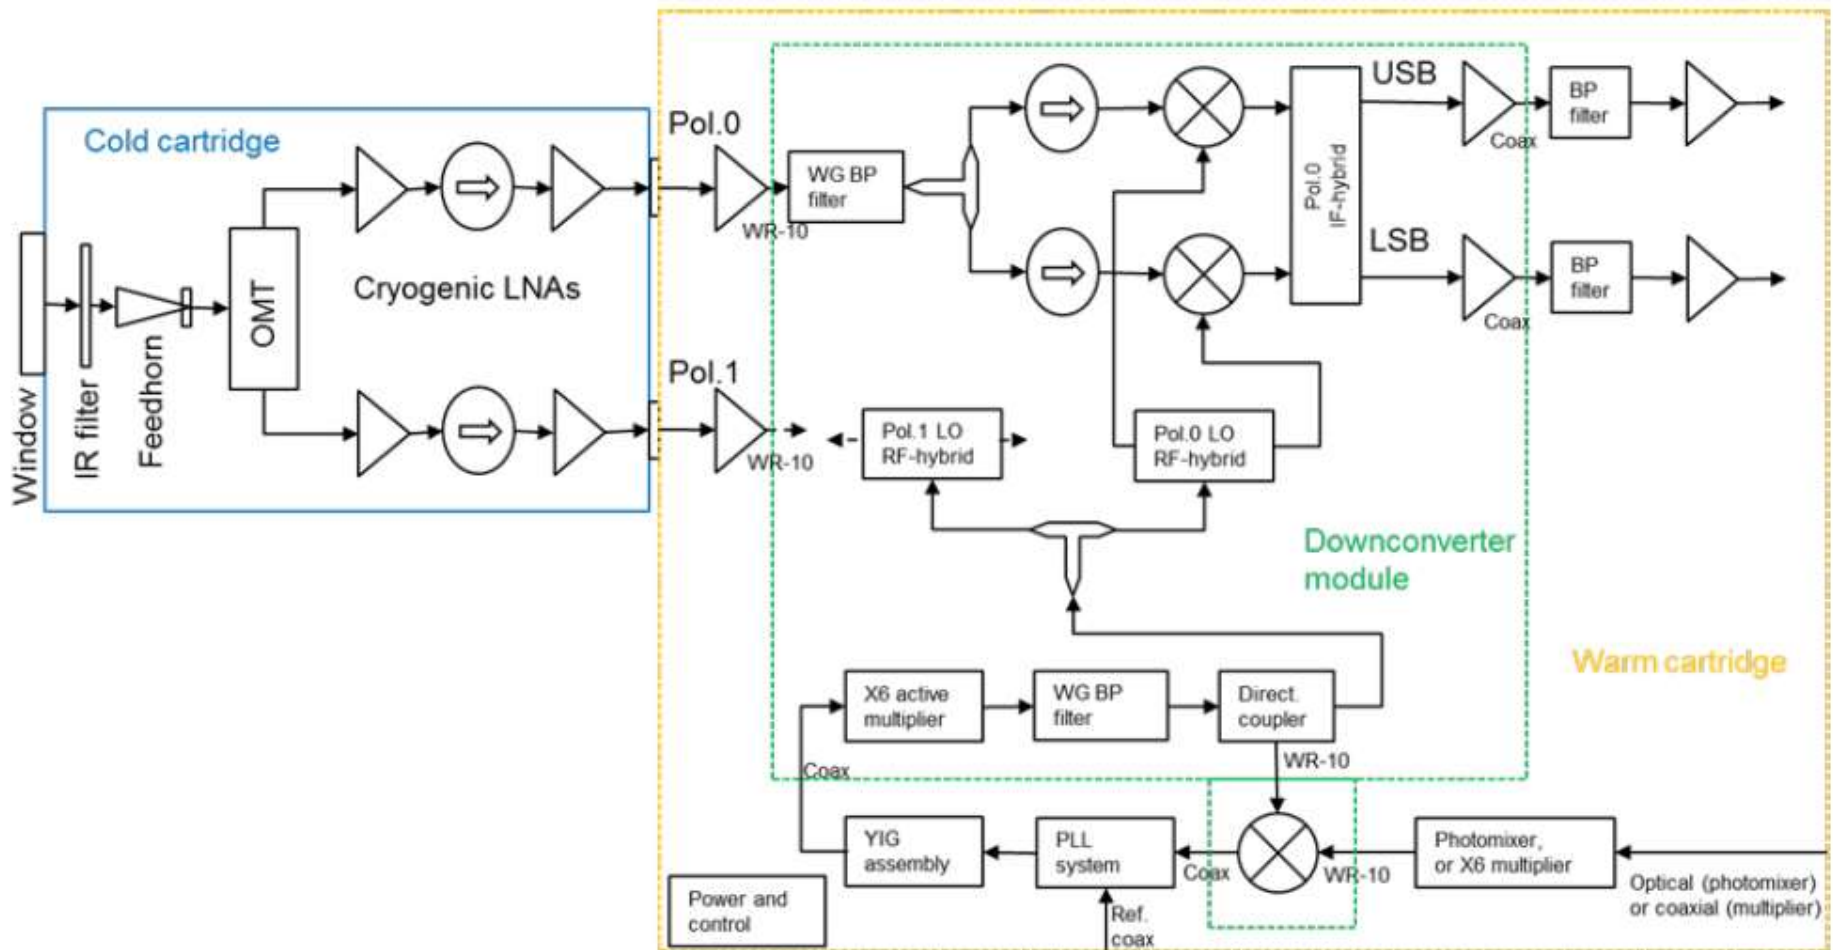 Cold cartridge
Window
IR filter
Feedhorn
OMT
Cryogenic LNAs
Pol.0
WR-10
Pol.1
WR-10
WG BP
filter
Pol.0
IF-hybrid
USB
LSB
Coax
Coax
BP
filter
BP
filter
Pol.1 LO
RF-hybrid
Pol.0 LO
RF-hybrid
Downconverter
module
Warm cartridge
X6 active
multiplier
WG BP
filter
Direct.
coupler
WR-10
Coax
YIG
assembly
PLL
system
Coax
WR-10
Photomixer,
or X6 multiplier
Optical (photomixer)
or coaxial (multiplier)
Power and
control
Ref.
coax